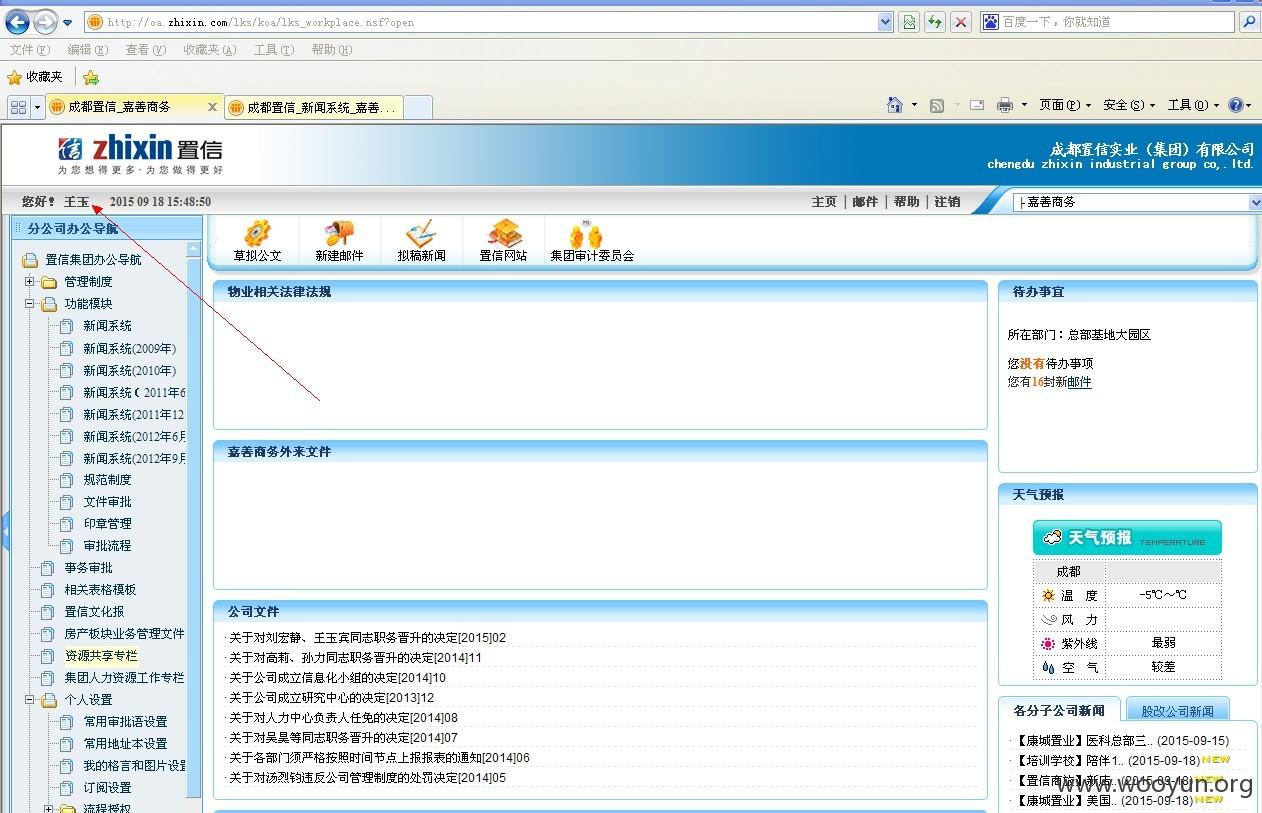 http://oa.zhixin.com/lks/koa/lks_workplace.nsf?open
百度一下，你就知道
文件(F) 编辑(E) 查看(V) 收藏夹(A) 工具(T) 帮助(H)
收藏夹
成都置信_嘉善商务 成都置信_新闻系统_嘉善...
页面(P) 安全(S) 工具(O)
zhixin 置信
为您想得更多·为您做得更好
成都置信实业（集团）有限公司
chengdu zhixin industrial group co,. ltd.
您好！ 王玉 2015 09 18 15:48:50
主页 | 邮件 | 帮助 | 注销
├嘉善商务
分公司办公导航
置信集团办公导航
管理制度
功能模块
新闻系统
新闻系统(2009年)
新闻系统(2010年)
新闻系统 ( 2011年6
新闻系统(2011年12
新闻系统(2012年6月
新闻系统(2012年9月
规范制度
文件审批
印章管理
审批流程
事务审批
相关表格模板
置信文化报
房产板块业务管理文件
资源共享专栏
集团人力资源工作专栏
个人设置
常用审批语设置
常用地址本设置
我的格言和图片设置
订阅设置
流程授权
草拟公文 新建邮件 拟稿新闻 置信网站 集团审计委员会
物业相关法律法规
嘉善商务外来文件
公司文件
·关于对刘宏静、王玉宾同志职务晋升的决定[2015]02
·关于对高莉、孙力同志职务晋升的决定[2014]11
·关于公司成立信息化小组的决定[2014]10
·关于公司成立研究中心的决定[2013]12
·关于对人力中心负责人任免的决定[2014]08
·关于对吴昊等同志职务晋升的决定[2014]07
·关于各部门须严格按照时间节点上报报表的通知[2014]06
·关于对汤烈钧违反公司管理制度的处罚决定[2014]05
待办事宜
所在部门：总部基地大园区
您没有待办事项
您有16封新邮件
天气预报
天气预报 TEMPERATURE
成都
温 度 -5℃～℃
风 力
紫外线 最弱
空 气 较差
各分子公司新闻 股改公司新闻
·【康城置业】医科总部三.. (2015-09-15)
·【培训学校】陪伴1.. (2015-09-18) NEW
·【置信商旅】新店.. (2015-09-18) NEW
·【康城置业】美国.. (2015-09-18) NEW
www.wooyun.org